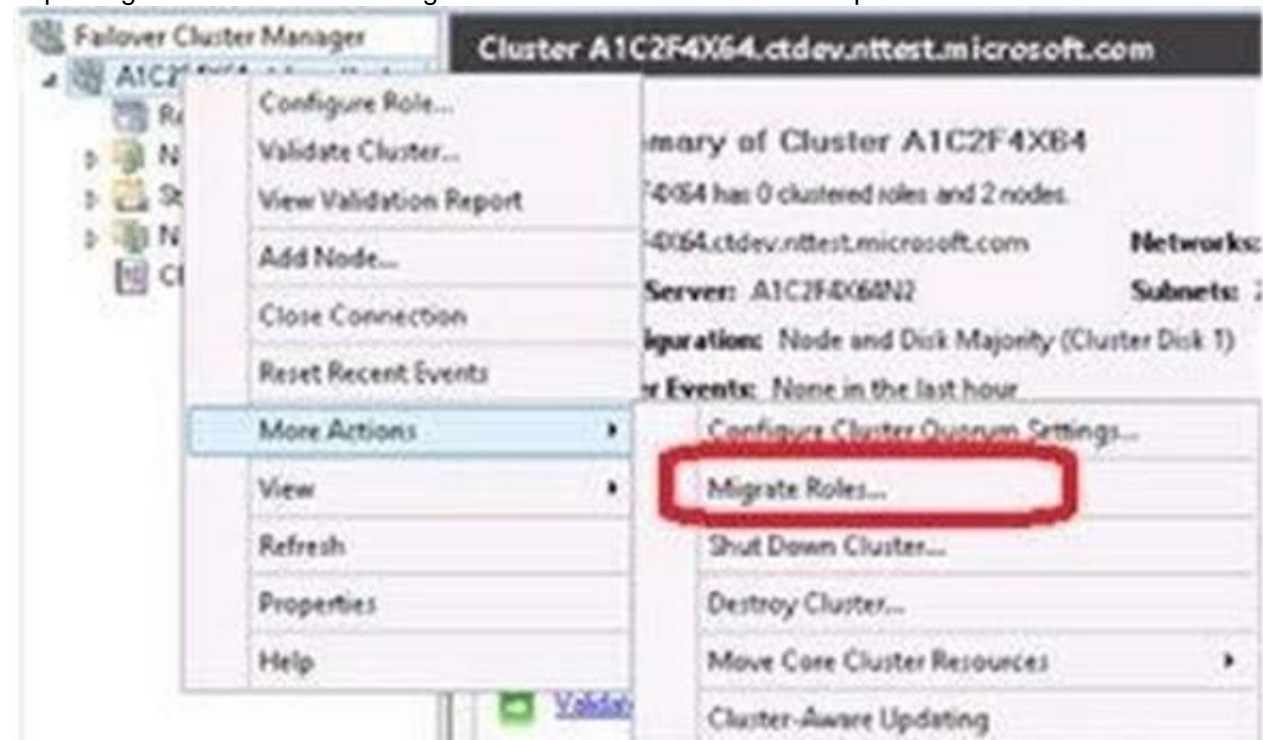 Failover Cluster Manager
Cluster A1C2F4X64.ctdev.nttest.microsoft.com
Configure Role...
Validate Cluster...
View Validation Report
Add Node...
Close Connection
Reset Recent Events
More Actions
View
Refresh
Properties
Help
mary of Cluster A1C2F4X64
F4X64 has 0 clustered roles and 2 nodes.
4X64.ctdev.nttest.microsoft.com Networks:
Server: A1C2F4X64N2 Subnets: 2
iguration: Node and Disk Majority (Cluster Disk 1)
r Events: None in the last hour
Configure Cluster Quorum Settings...
Migrate Roles...
Shut Down Cluster...
Destroy Cluster...
Move Core Cluster Resources
Cluster-Aware Updating
Validat